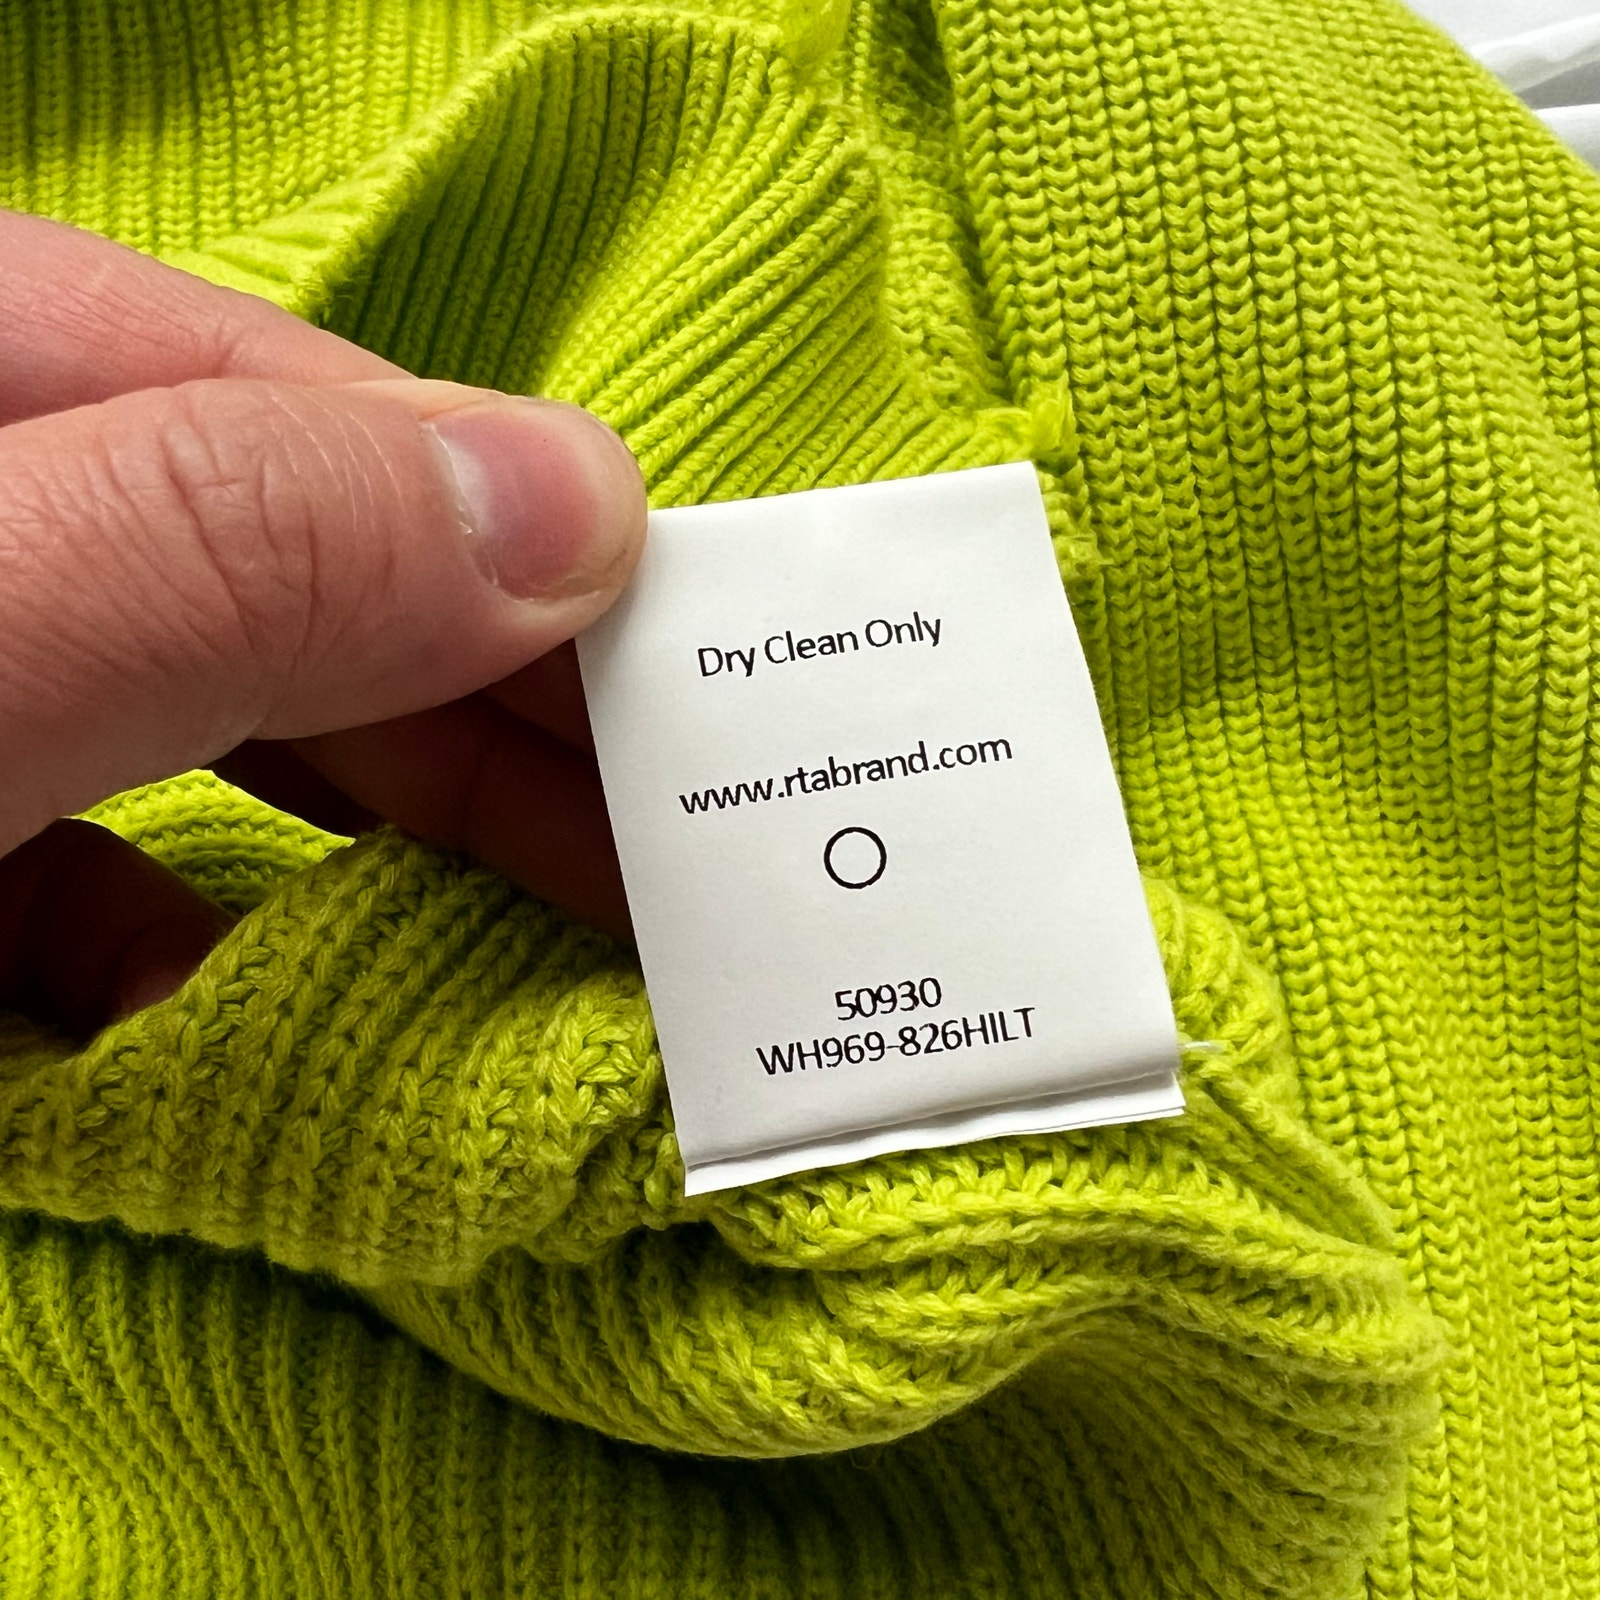 Dry Clean Only
www.rtabrand.com
50930
WH969-826HILT